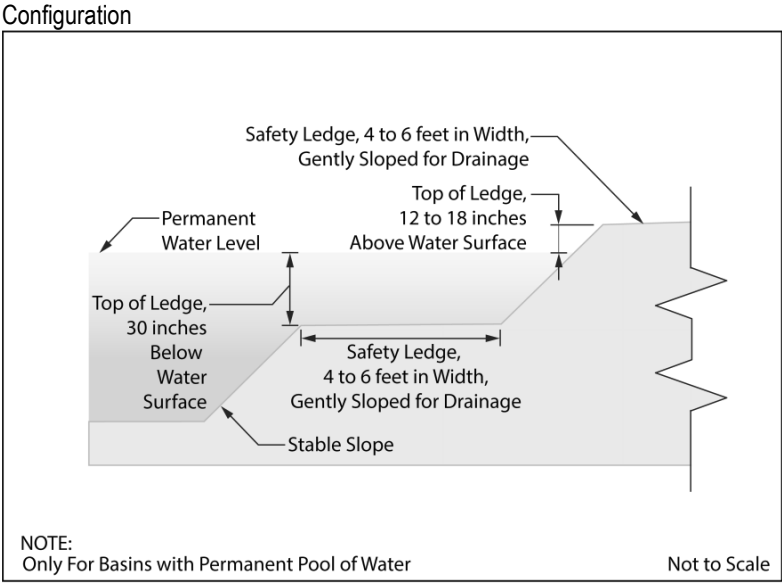 Configuration
Safety Ledge, 4 to 6 feet in Width,
Gently Sloped for Drainage
Top of Ledge,
12 to 18 inches
Above Water Surface
Permanent
Water Level
Top of Ledge,
30 inches
Below
Water
Surface
Safety Ledge,
4 to 6 feet in Width,
Gently Sloped for Drainage
Stable Slope
NOTE:
Only For Basins with Permanent Pool of Water
Not to Scale